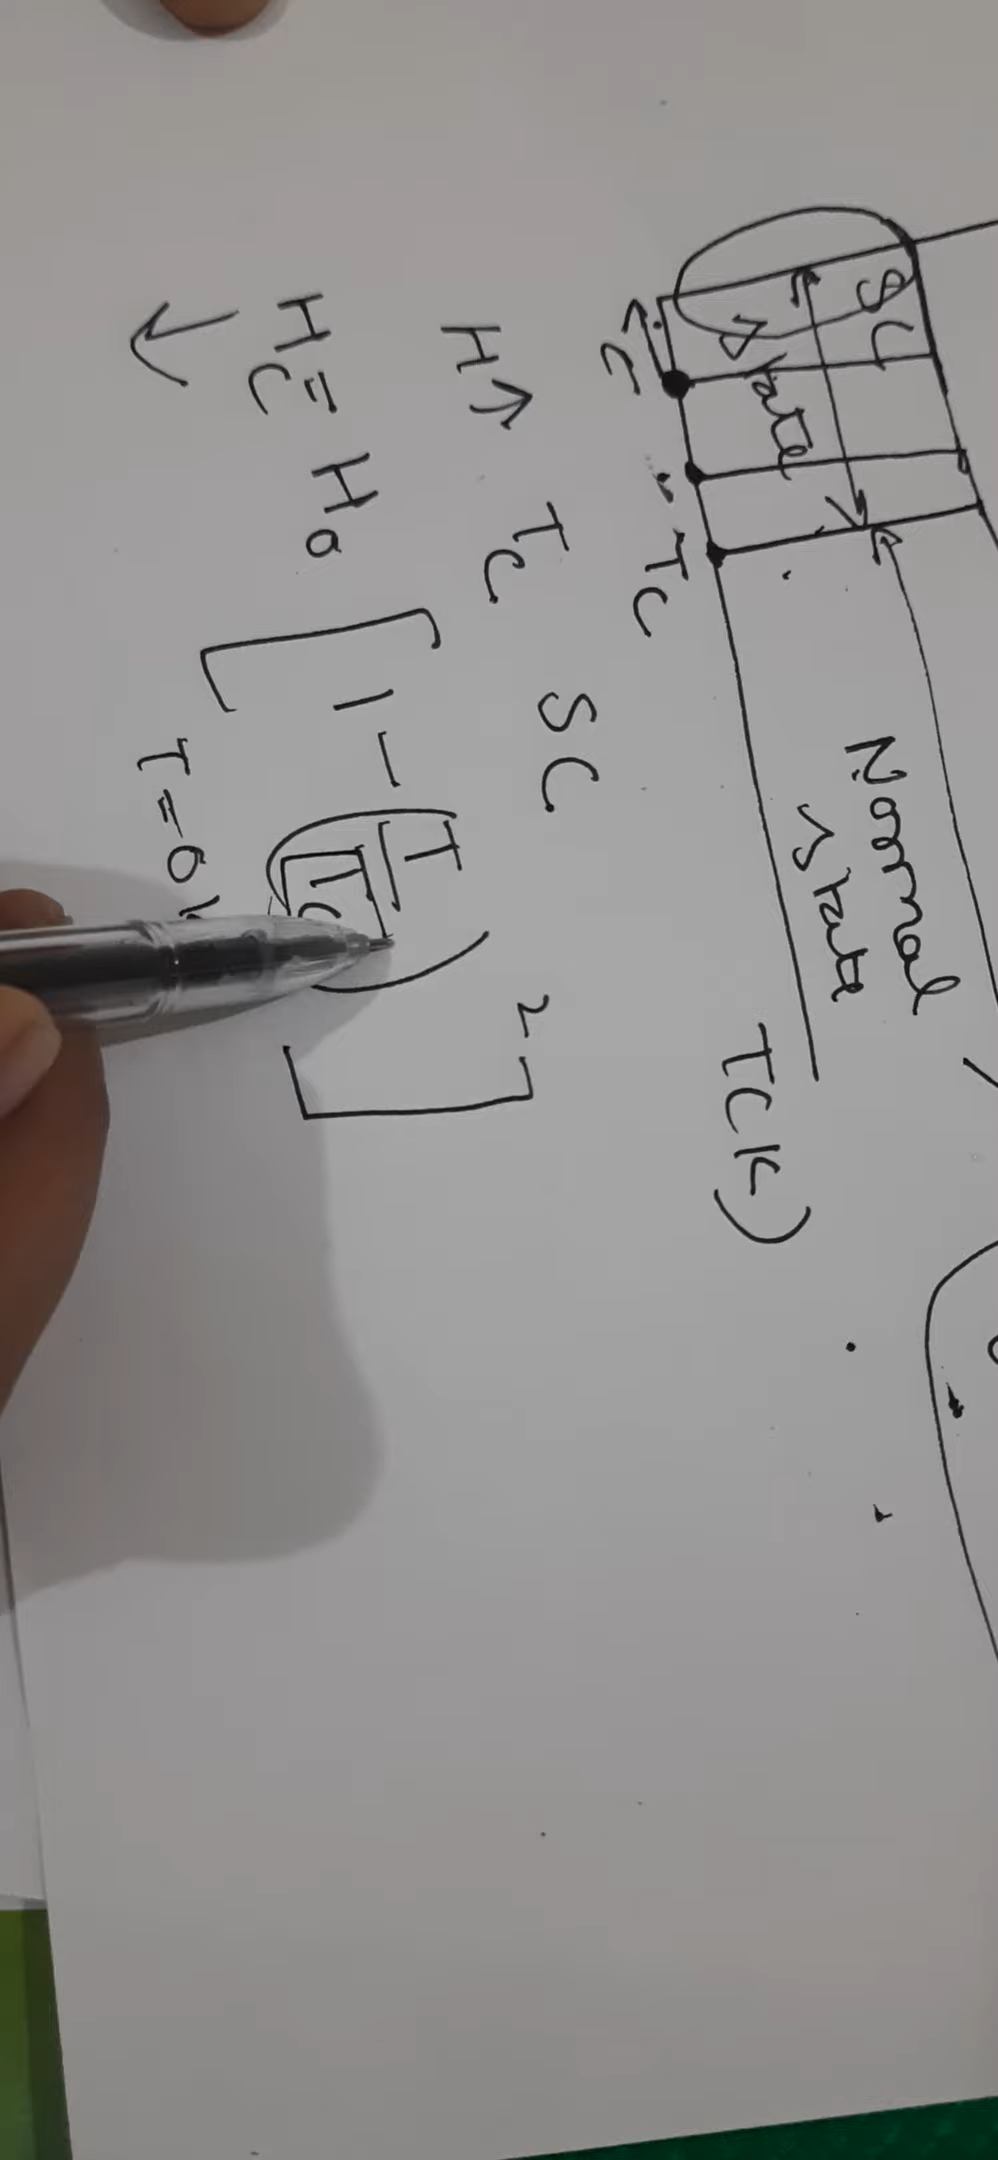 SC
State
Normal
State
T(K)
Tc
H↑ Tc SC
Hc = H0 [1 - (T/Tc)²]
T=0